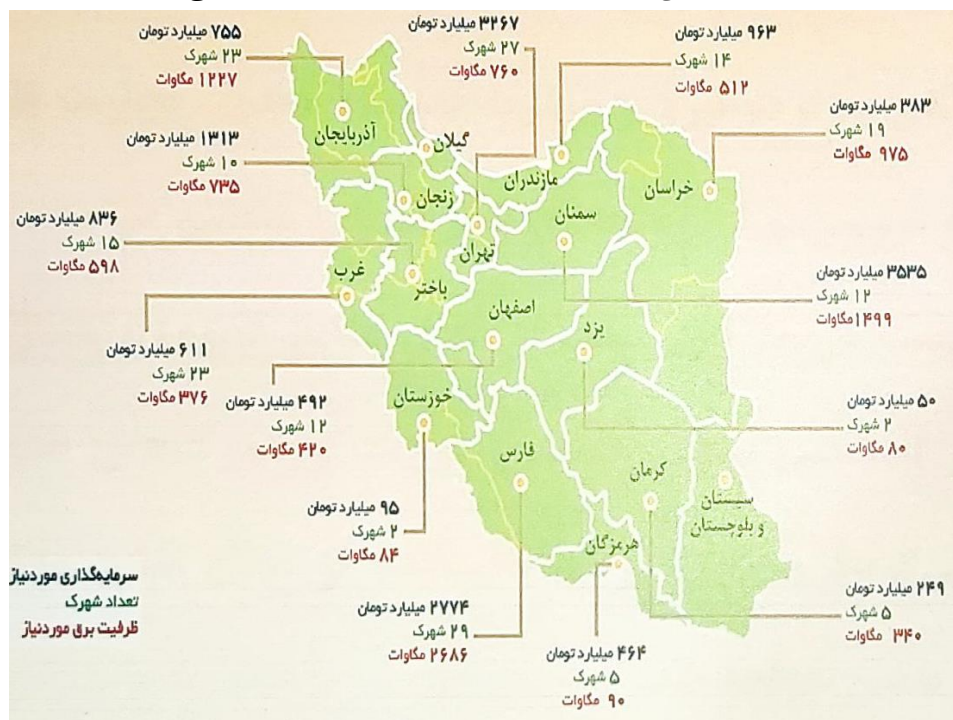 ۷۵۵ میلیارد تومان
۲۳ شهرک
۱۲۲۷ مگاوات
۳۲۶۷ میلیارد تومان
۲۷ شهرک
۷۶۰ مگاوات
۹۶۳ میلیارد تومان
۱۴ شهرک
۵۱۲ مگاوات
۳۸۳ میلیارد تومان
۱۹ شهرک
۹۷۵ مگاوات
۱۳۱۳ میلیارد تومان
۱۰ شهرک
۷۳۵ مگاوات
۸۳۶ میلیارد تومان
۱۵ شهرک
۵۹۸ مگاوات
۳۵۳۵ میلیارد تومان
۱۲ شهرک
۱۴۹۹ مگاوات
۶۱۱ میلیارد تومان
۲۳ شهرک
۳۷۶ مگاوات
۴۹۲ میلیارد تومان
۱۲ شهرک
۴۲۰ مگاوات
۵۰ میلیارد تومان
۲ شهرک
۸۰ مگاوات
۹۵ میلیارد تومان
۲ شهرک
۸۴ مگاوات
۲۷۷۴ میلیارد تومان
۲۹ شهرک
۲۶۸۶ مگاوات
۴۶۴ میلیارد تومان
۵ شهرک
۹۰ مگاوات
۲۴۹ میلیارد تومان
۵ شهرک
۳۴۰ مگاوات
آذربایجان
گیلان
زنجان
مازندران
خراسان
سمنان
تهران
غرب
باختر
اصفهان
یزد
خوزستان
فارس
کرمان
سیستان
و بلوچستان
هرمزگان
سرمایه‌گذاری موردنیاز
تعداد شهرک
ظرفیت برق موردنیاز